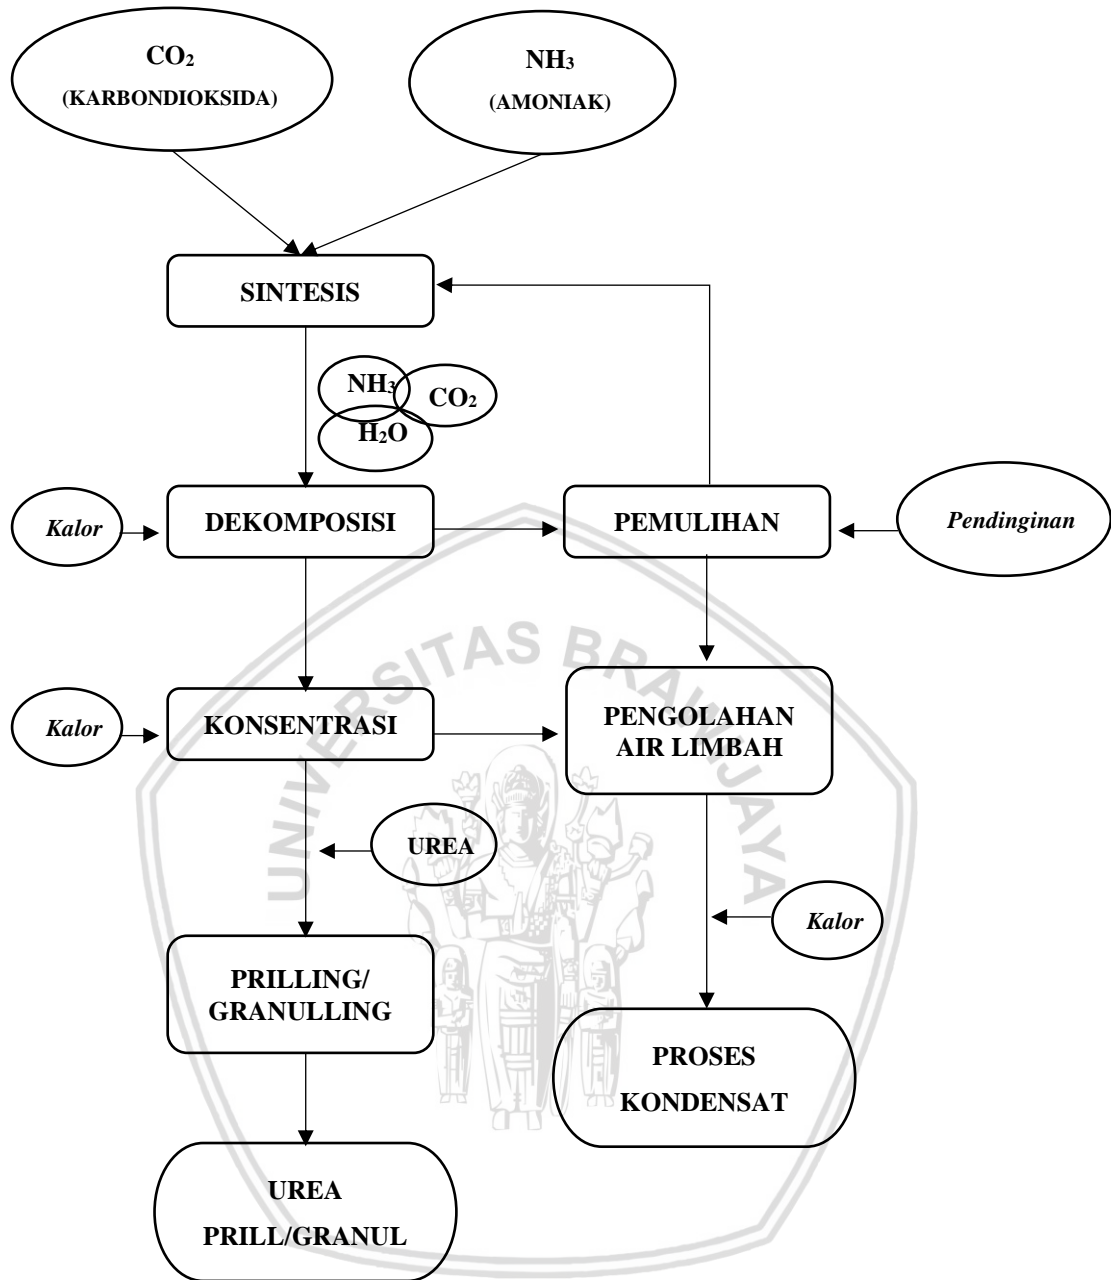 CO₂
(KARBONDIOKSIDA)
NH₃
(AMONIAK)
SINTESIS
NH₃
CO₂
H₂O
Kalor
DEKOMPOSISI
PEMULIHAN
Pendinginan
Kalor
KONSENTRASI
PENGOLAHAN
AIR LIMBAH
UREA
Kalor
PRILLING/
GRANULLING
PROSES
KONDENSAT
UREA
PRILL/GRANUL
UNIVERSITAS BRAWIJAYA